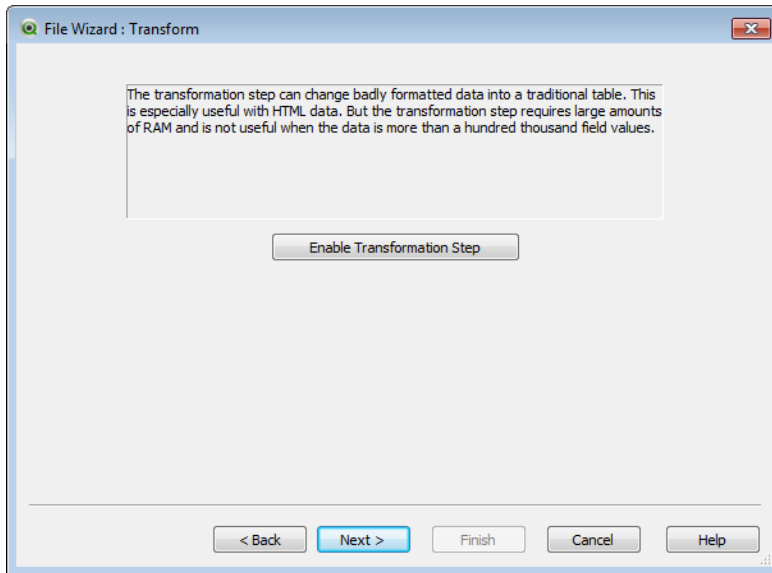 File Wizard : Transform
The transformation step can change badly formatted data into a traditional table. This
is especially useful with HTML data. But the transformation step requires large amounts
of RAM and is not useful when the data is more than a hundred thousand field values.
Enable Transformation Step
< Back Next > Finish Cancel Help